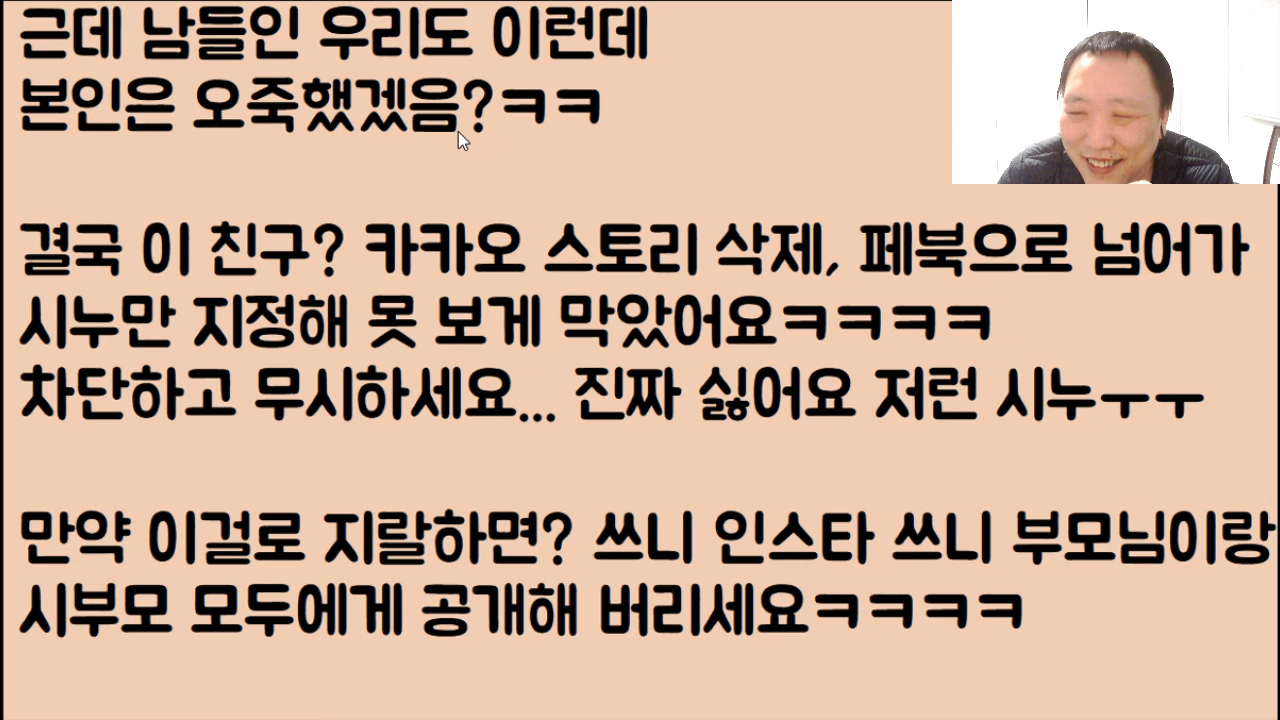 근데 남들인 우리도 이런데
본인은 오죽했겠음?ㅋㅋ
결국 이 친구? 카카오 스토리 삭제, 페북으로 넘어가
시누만 지정해 못 보게 막았어요ㅋㅋㅋㅋ
차단하고 무시하세요... 진짜 싫어요 저런 시누ㅜㅜ
만약 이걸로 지랄하면? 쓰니 인스타 쓰니 부모님이랑
시부모 모두에게 공개해 버리세요ㅋㅋㅋㅋ